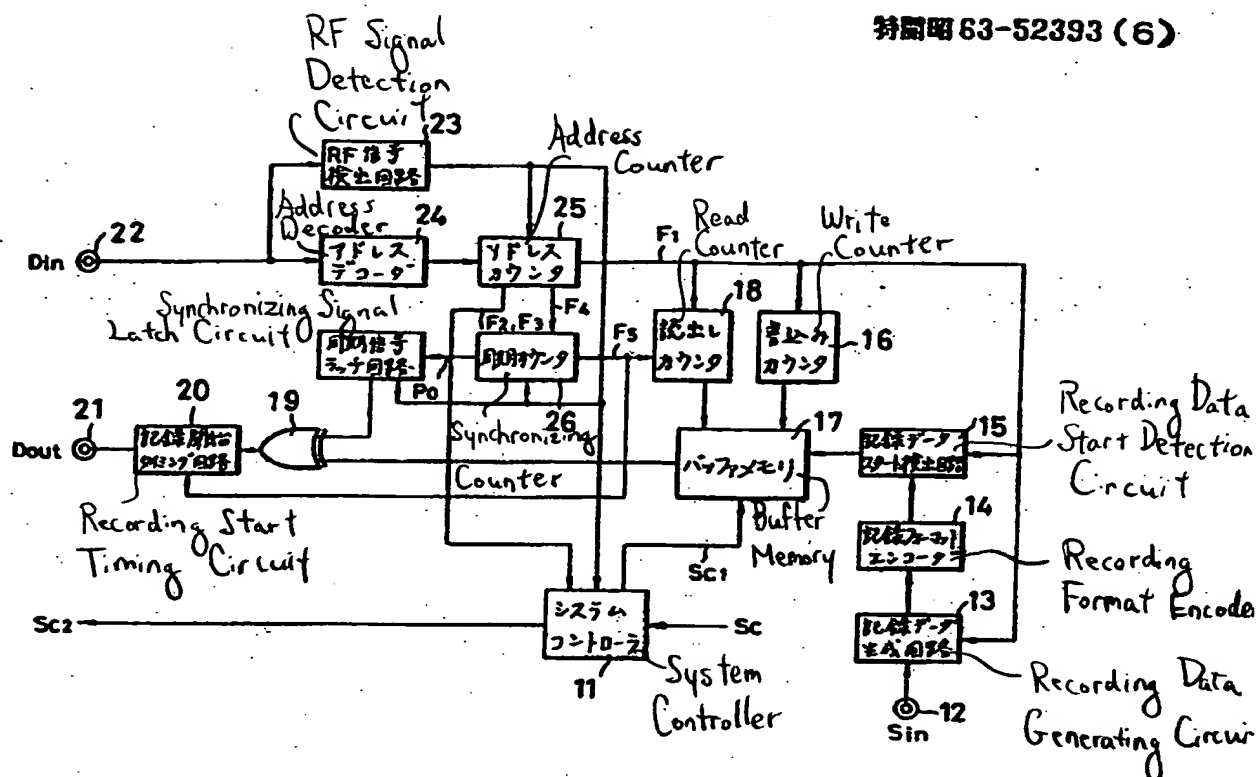 特開昭63-52393(6)
RF Signal
Detection
Circuit
23
RF信号
検出回路
Address
Counter
Address
Decoder
24
アドレス
デコーダ
25
アドレス
カウンタ
22
Din
F1
Read
Counter
Write
Counter
Synchronizing Signal
Latch Circuit
同期信号
ラッチ回路
F2, F3
F4
F5
P0
同期カウンタ
26
Synchronizing
Counter
18
読出し
カウンタ
書込み
カウンタ
16
21
Dout
20
記録開始
タイミング回路
19
17
バッファメモリ
Buffer
Memory
15
記録データ
スタート検出回路
Recording Data
Start Detection
Circuit
Recording Start
Timing Circuit
14
記録フォーマット
エンコーダ
Recording
Format Encoder
Sc1
Sc2
システム
コントローラ
11
Sc
System
Controller
13
記録データ
生成回路
Recording Data
Generating Circui
12
Sin